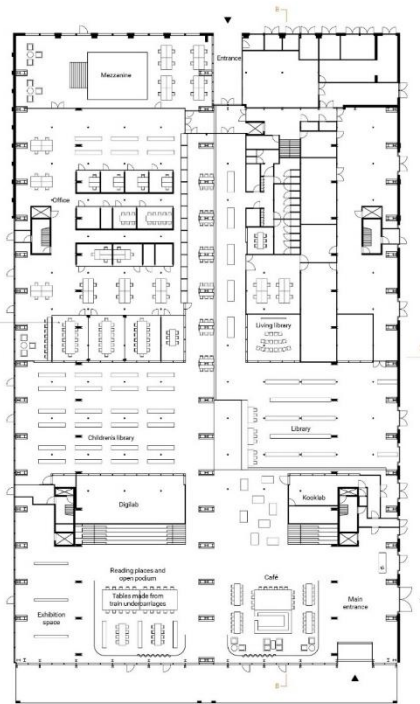 B
Entrance
Mezzanine
Office
Living library
Children's library
Library
Digilab
Kooklab
Reading places and
open podium
Café
Tables made from
train undercarriages
Exhibition
space
Main
entrance
B